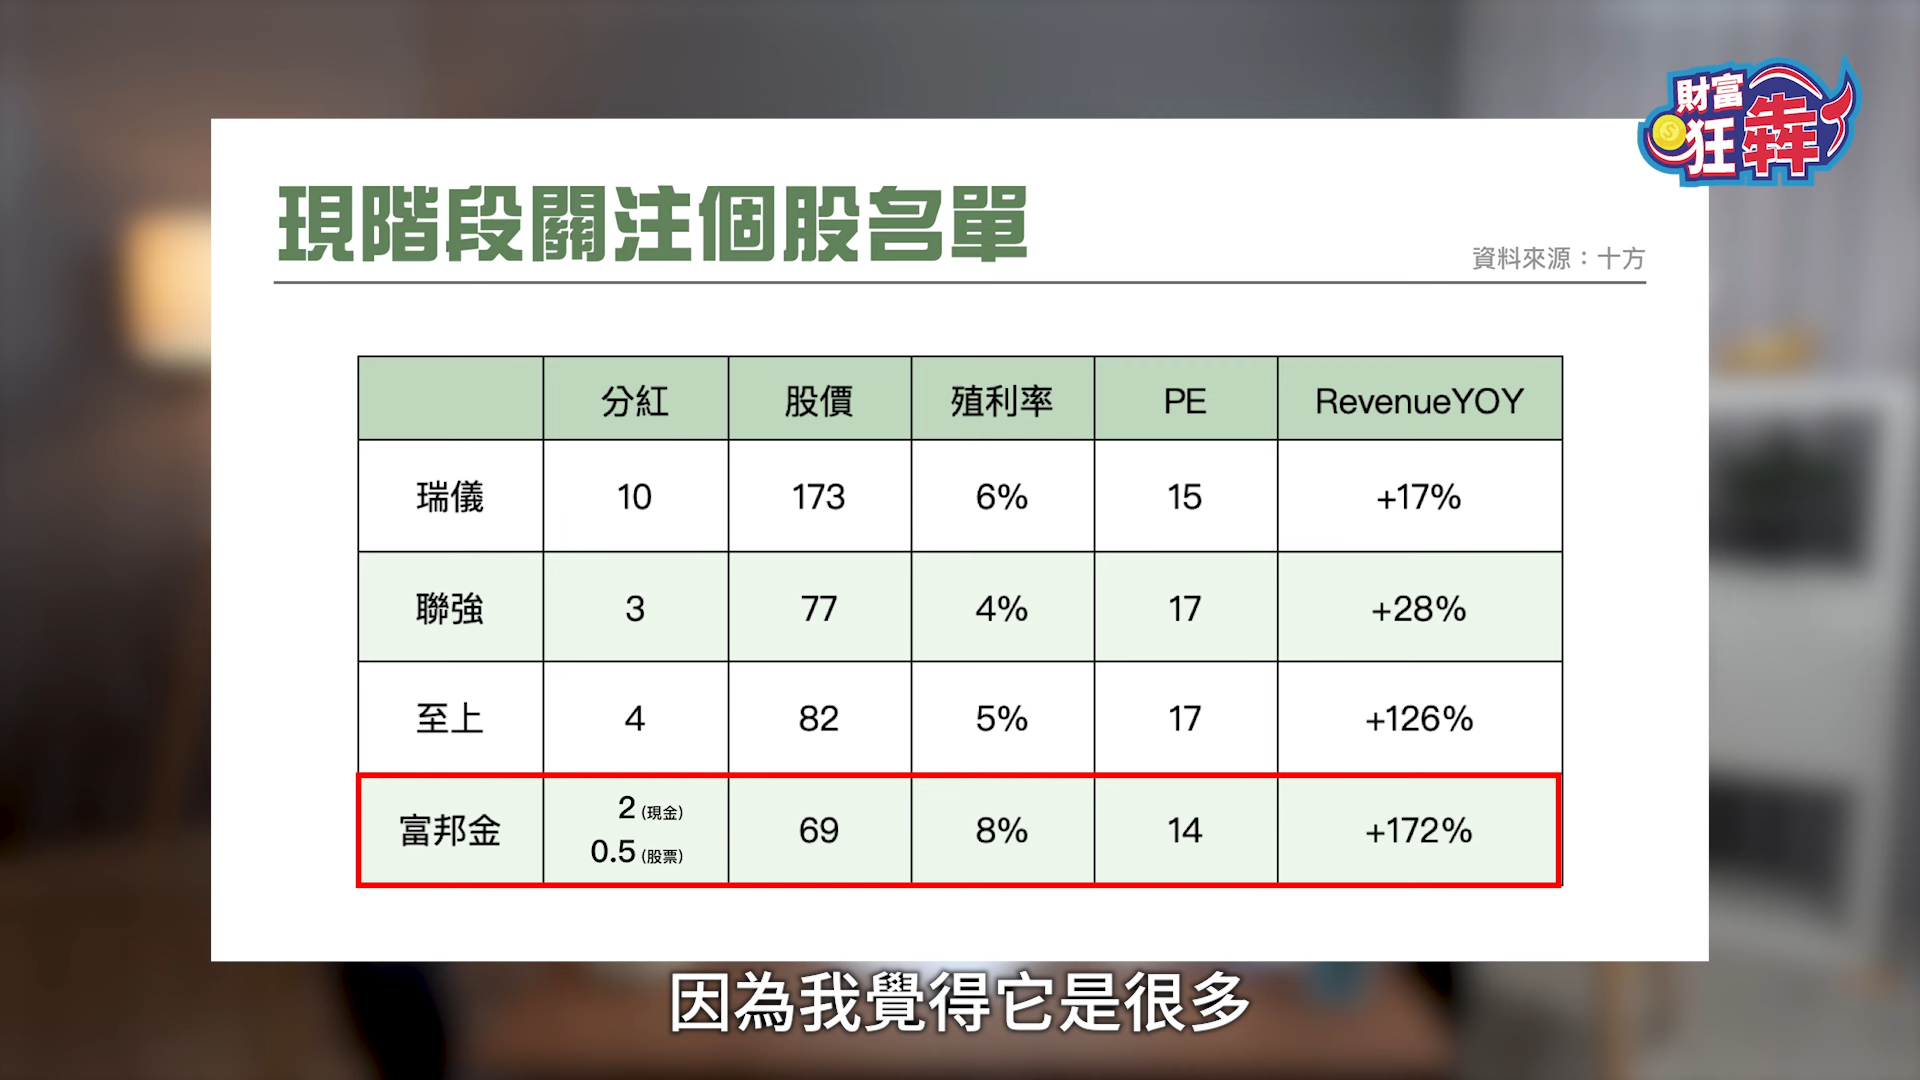 財富
狂犇
現階段關注個股名單
資料來源：十方
分紅 股價 殖利率 PE RevenueYOY
瑞儀 10 173 6% 15 +17%
聯強 3 77 4% 17 +28%
至上 4 82 5% 17 +126%
富邦金 2 (現金) 0.5 (股票) 69 8% 14 +172%
因為我覺得它是很多